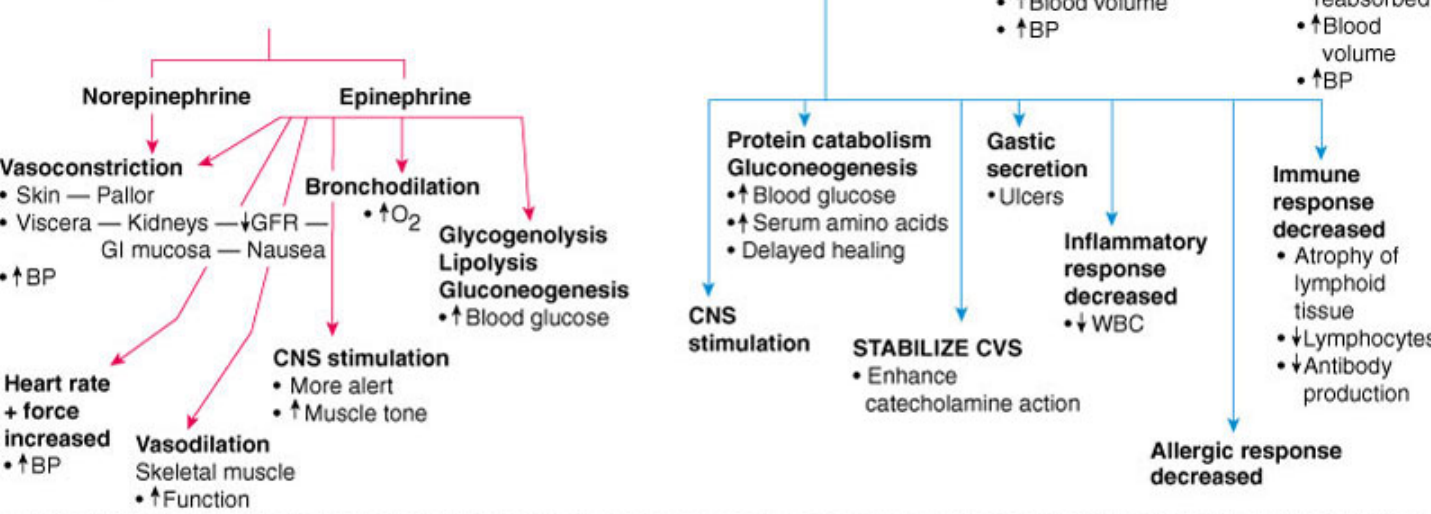 • ↑Blood volume
• ↑BP
reabsorbed
• ↑Blood
volume
• ↑BP
Norepinephrine
Epinephrine
Vasoconstriction
• Skin — Pallor
• Viscera — Kidneys —↓GFR —
GI mucosa — Nausea
• ↑BP
Bronchodilation
• ↑O2
Glycogenolysis
Lipolysis
Gluconeogenesis
• ↑Blood glucose
CNS stimulation
• More alert
• ↑Muscle tone
Heart rate
+ force
increased
• ↑BP
Vasodilation
Skeletal muscle
• ↑Function
Protein catabolism
Gluconeogenesis
•↑Blood glucose
•↑Serum amino acids
• Delayed healing
CNS
stimulation
STABILIZE CVS
• Enhance
catecholamine action
Gastic
secretion
• Ulcers
Inflammatory
response
decreased
•↓WBC
Immune
response
decreased
• Atrophy of
lymphoid
tissue
•↓Lymphocytes
•↓Antibody
production
Allergic response
decreased